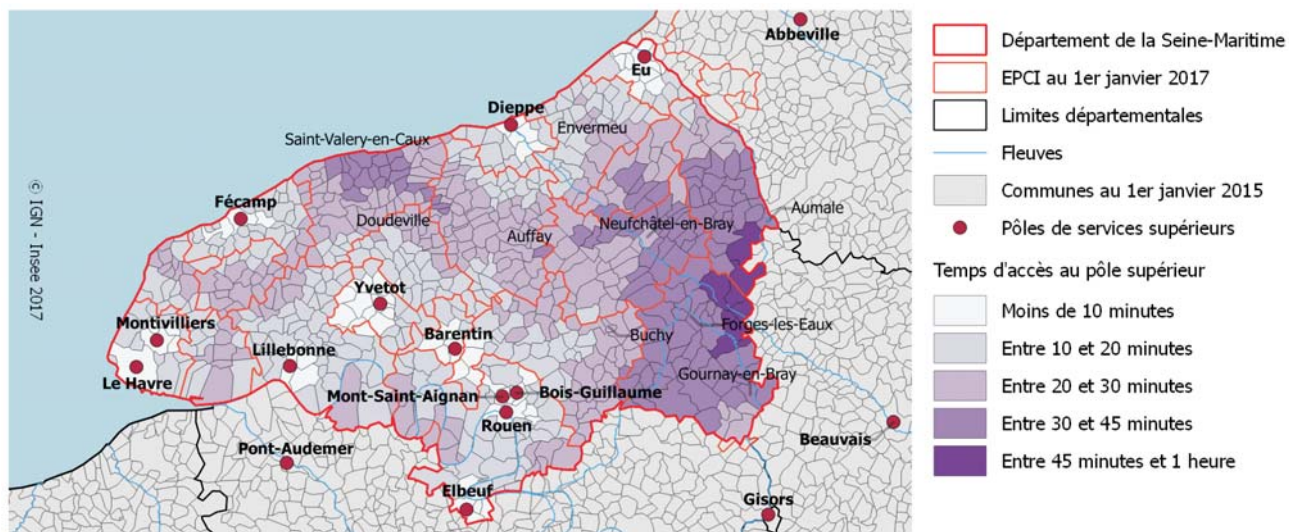 Abbeville
Eu
Dieppe
Envermeu
Saint-Valery-en-Caux
Fécamp
Doudeville
Neufchâtel-en-Bray
Aumale
Auffay
Yvetot
Montivilliers
Barentin
Buchy
Forges-les-Eaux
Lillebonne
Le Havre
Gournay-en-Bray
Mont-Saint-Aignan
Bois-Guillaume
Rouen
Beauvais
Pont-Audemer
Elbeuf
Gisors
© IGN - Insee 2017
Département de la Seine-Maritime
EPCI au 1er janvier 2017
Limites départementales
Fleuves
Communes au 1er janvier 2015
Pôles de services supérieurs
Temps d'accès au pôle supérieur
Moins de 10 minutes
Entre 10 et 20 minutes
Entre 20 et 30 minutes
Entre 30 et 45 minutes
Entre 45 minutes et 1 heure